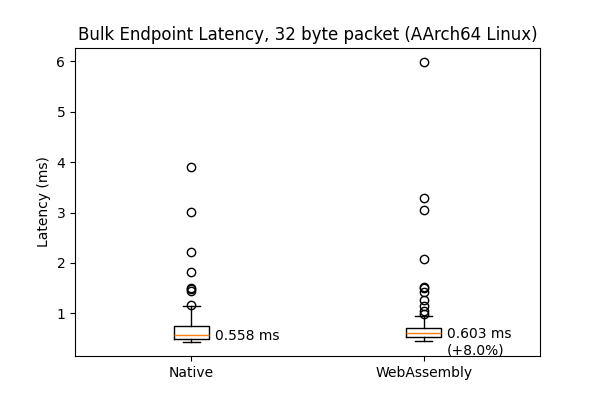 Bulk Endpoint Latency, 32 byte packet (AArch64 Linux)
Latency (ms)
6
5
4
3
2
1
0.558 ms
0.603 ms
(+8.0%)
Native
WebAssembly